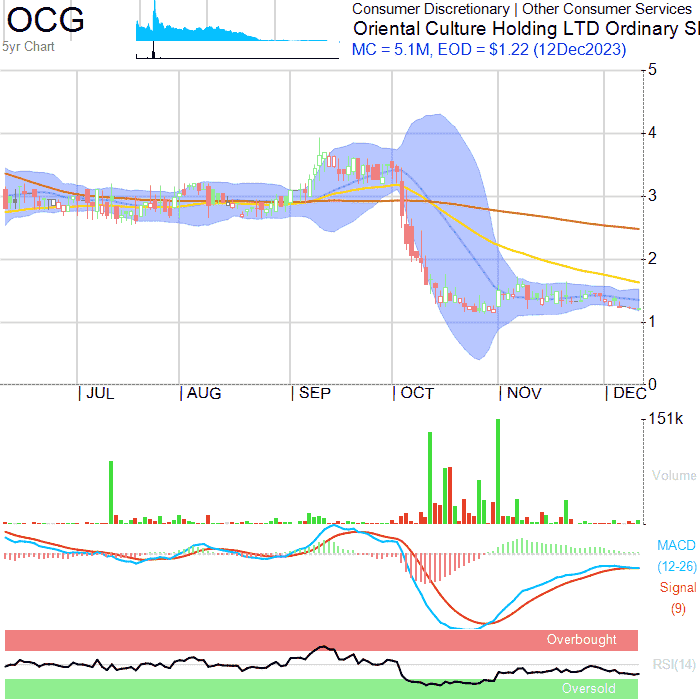 OCG
5yr Chart
Consumer Discretionary | Other Consumer Services
Oriental Culture Holding LTD Ordinary
MC = 5.1M, EOD = $1.22 (12Dec2023)
5
4
3
2
1
0
| JUL | AUG | SEP | OCT | NOV | DEC
151k
Volume
MACD
(12-26)
Signal
(9)
Overbought
RSI(14)
Oversold